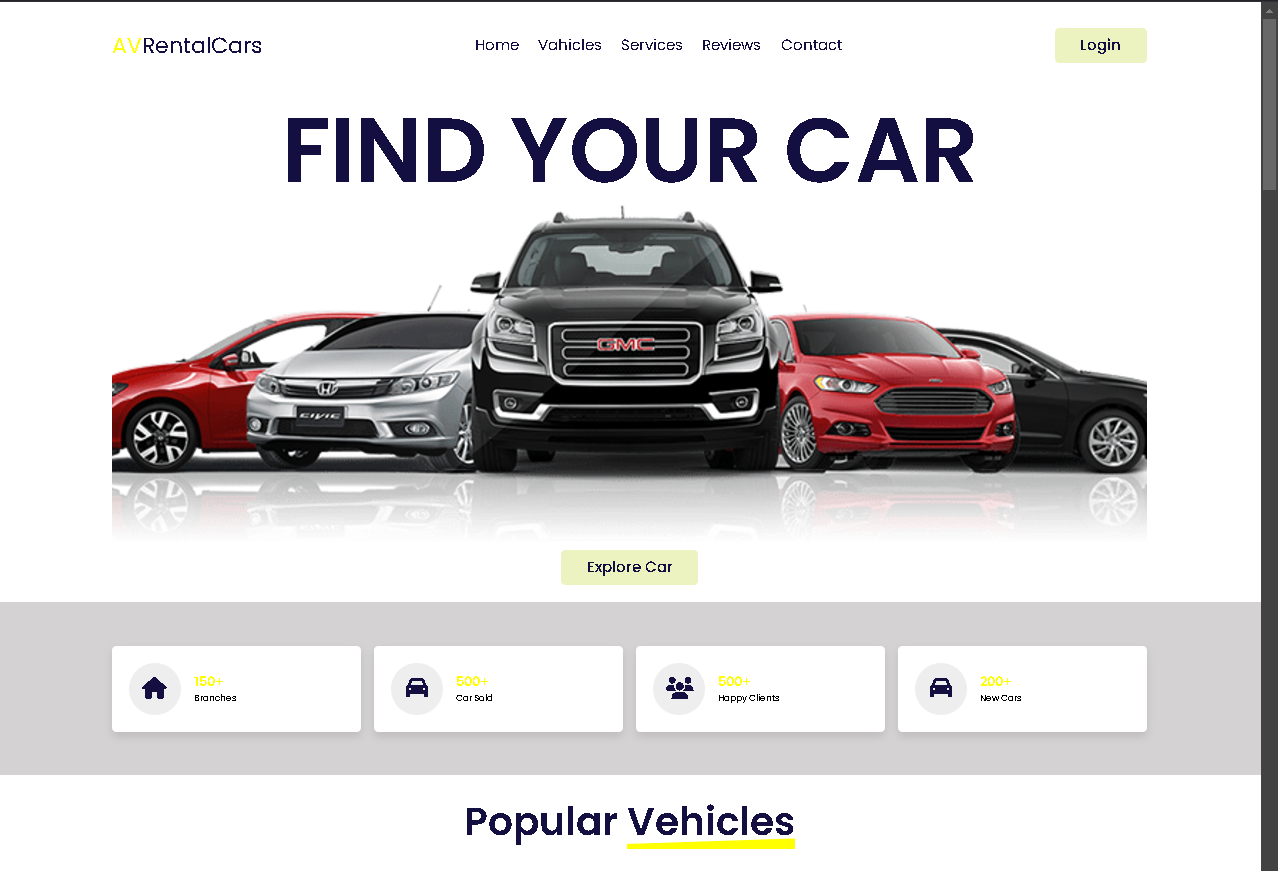 AVRentalCars
Home Vahicles Services Reviews Contact
Login
FIND YOUR CAR
GMC
CIVIC
Explore Car
150+
Branches
500+
Car Sold
500+
Happy Clients
200+
New Cars
Popular Vehicles